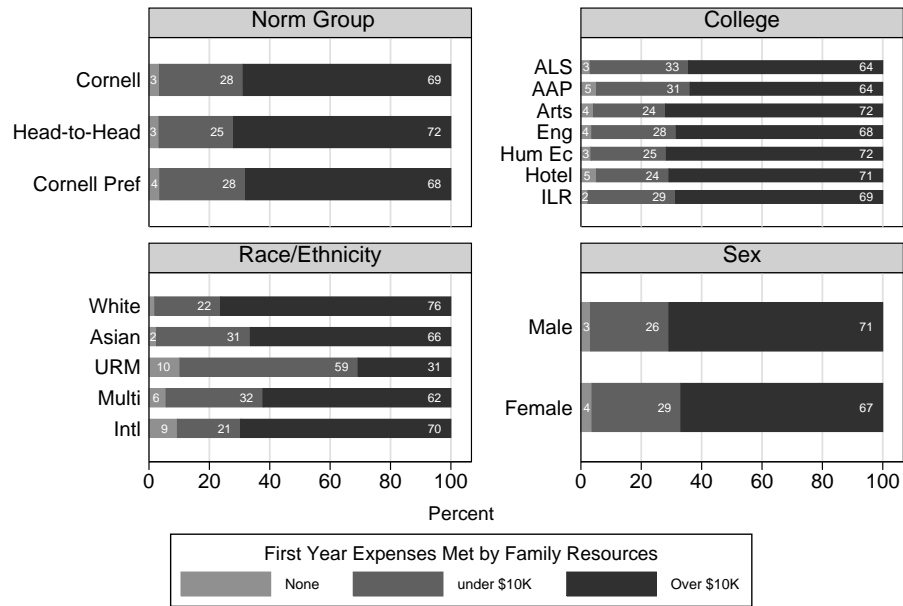 Norm Group
Cornell 3 28 69
Head-to-Head 3 25 72
Cornell Pref 4 28 68
College
ALS 3 33 64
AAP 5 31 64
Arts 4 24 72
Eng 4 28 68
Hum Ec 3 25 72
Hotel 5 24 71
ILR 2 29 69
Race/Ethnicity
White 22 76
Asian 2 31 66
URM 10 59 31
Multi 6 32 62
Intl 9 21 70
0 20 40 60 80 100
Sex
Male 3 26 71
Female 4 29 67
0 20 40 60 80 100
Percent
First Year Expenses Met by Family Resources
None under $10K Over $10K